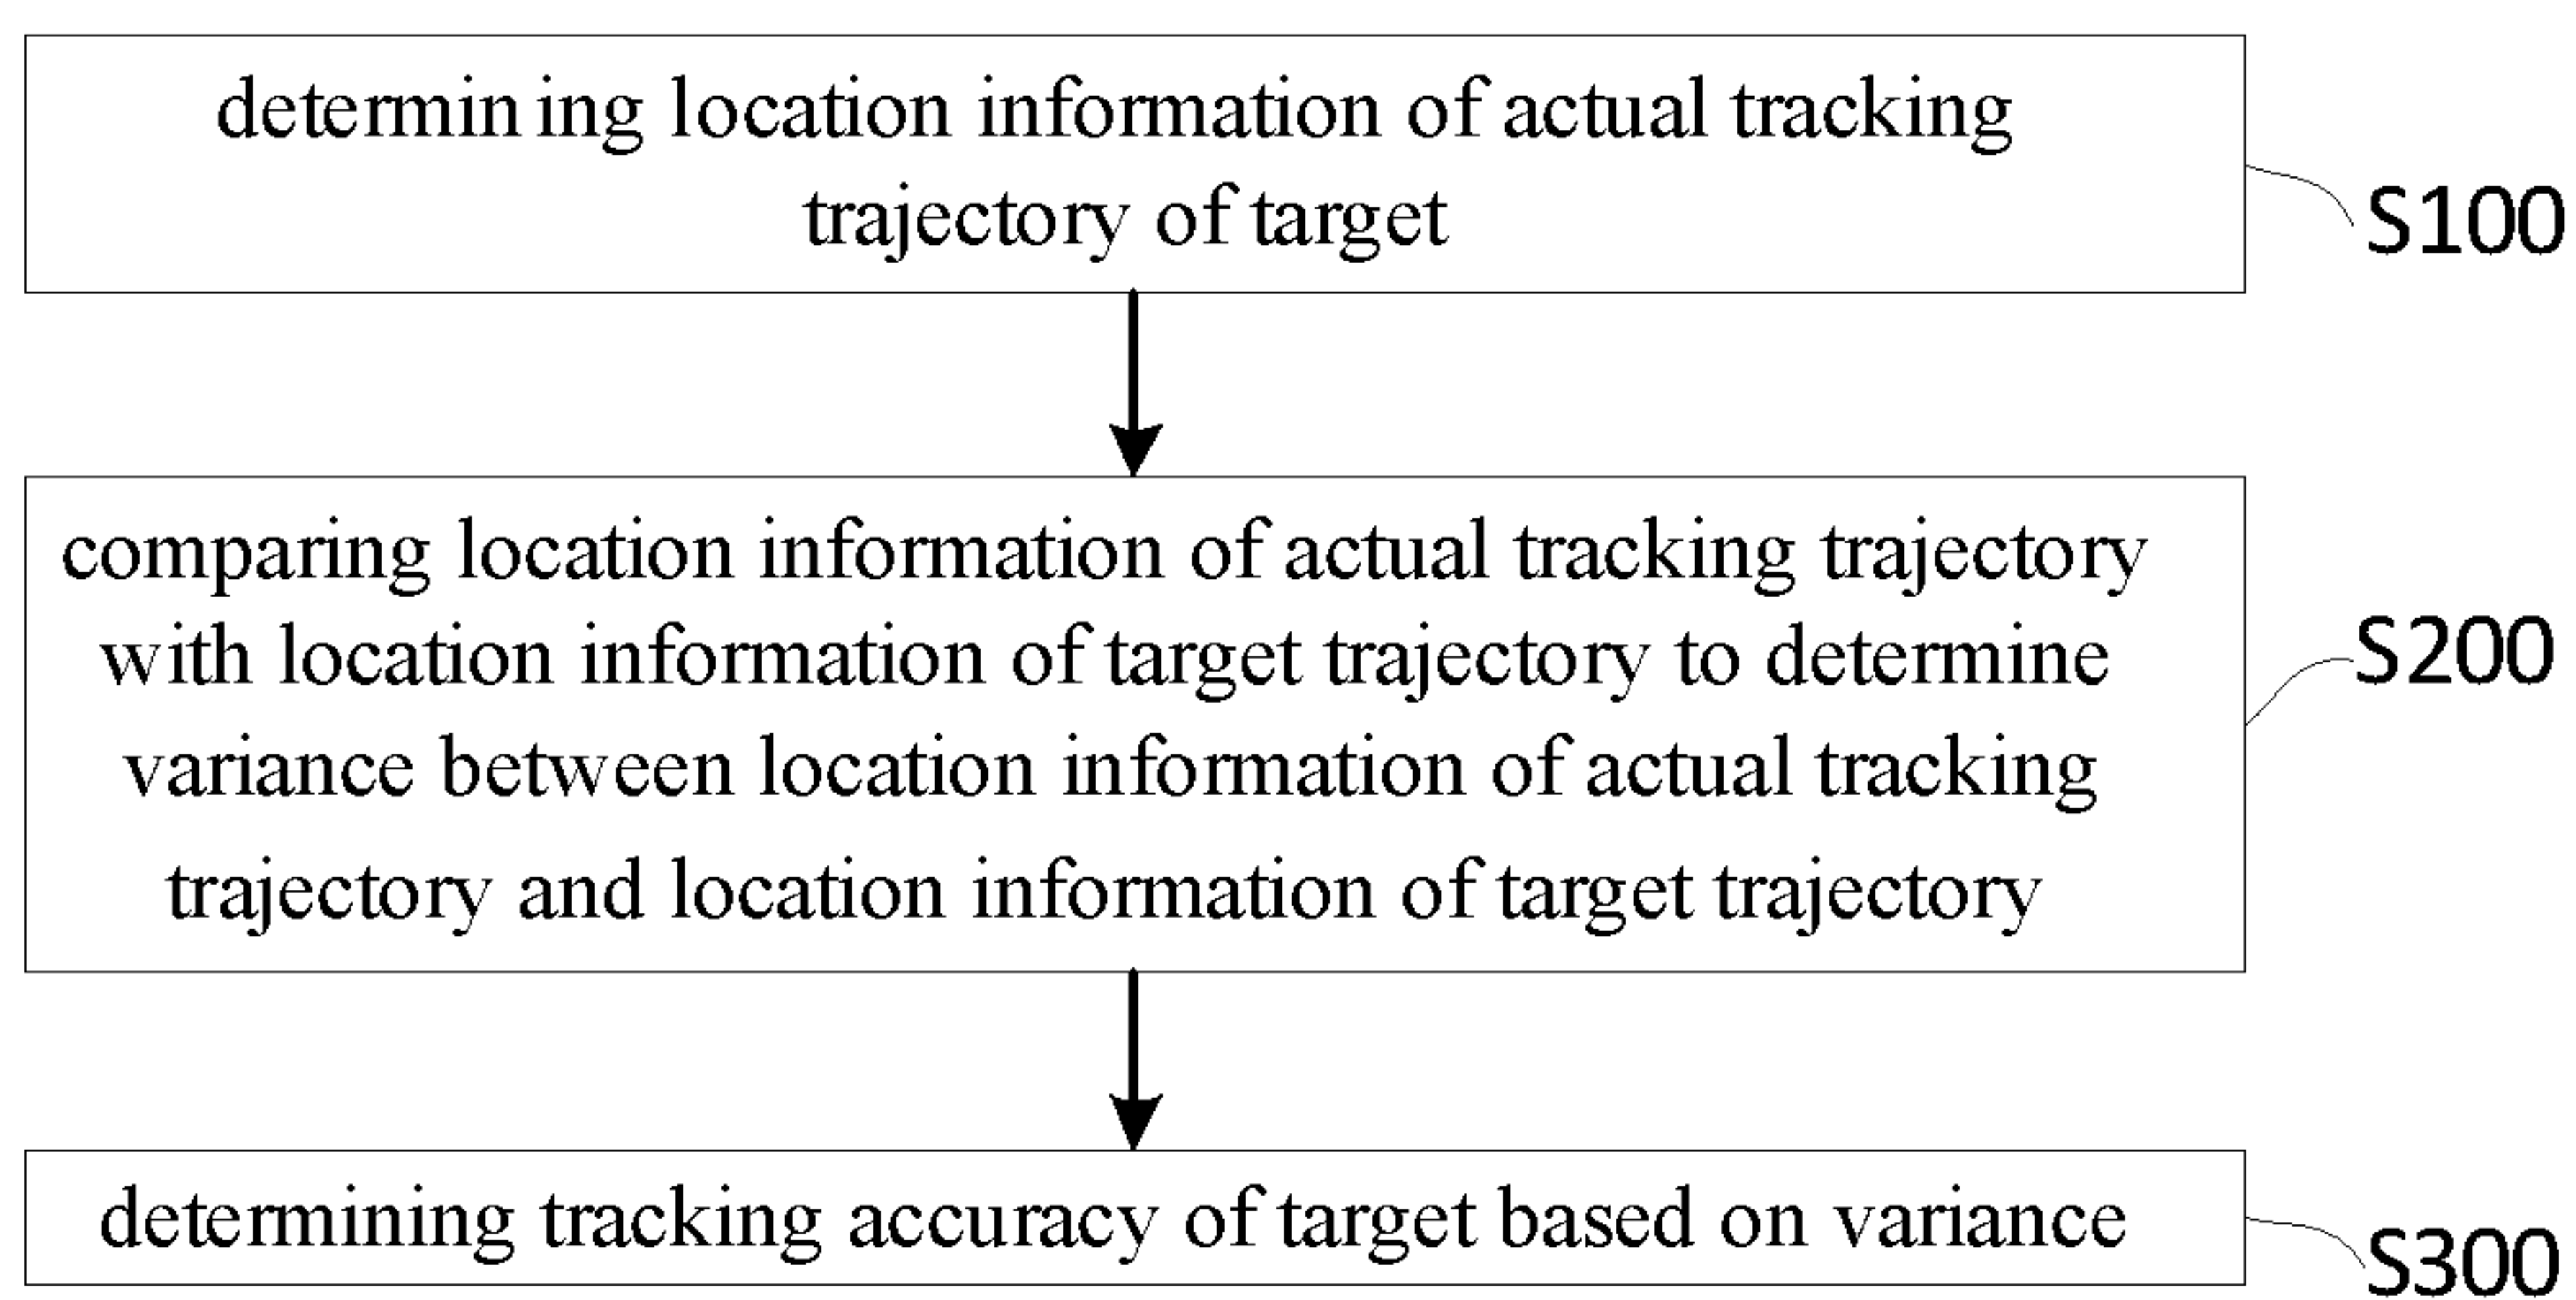 determining location information of actual tracking
trajectory of target
S100
comparing location information of actual tracking trajectory
with location information of target trajectory to determine
variance between location information of actual tracking
trajectory and location information of target trajectory
S200
determining tracking accuracy of target based on variance
S300